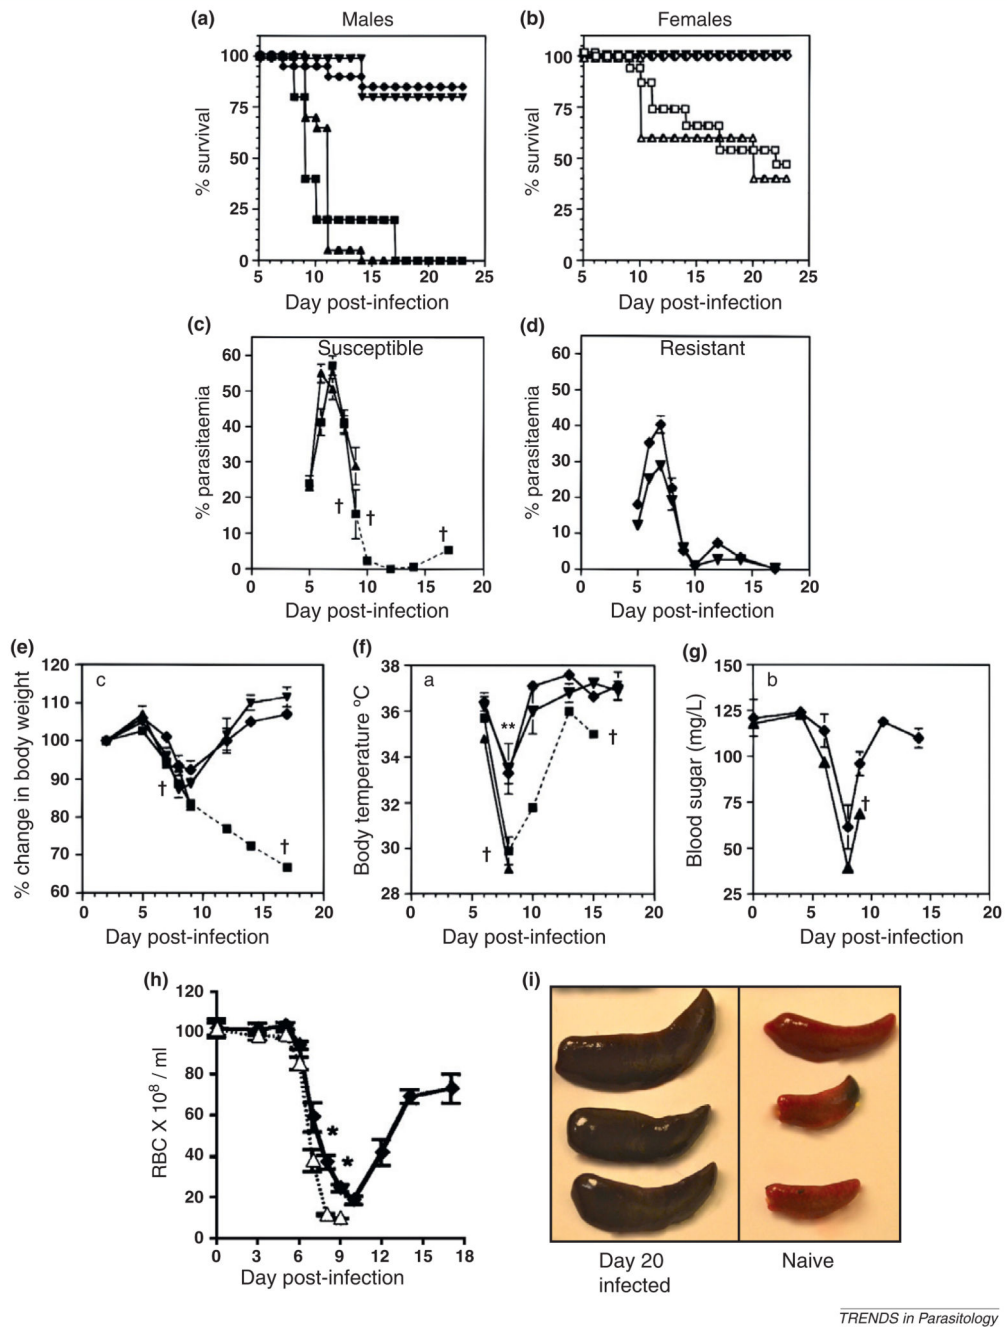 (a) Males (b) Females
100 100
75 75
50 50
25 25
0 0
% survival % survival
5 10 15 20 25 5 10 15 20 25
Day post-infection Day post-infection
(c) Susceptible (d) Resistant
60 60
50 50
40 40
30 30
20 20
10 10
0 0
% parasitaemia % parasitaemia
† † †
0 5 10 15 20 0 5 10 15 20
Day post-infection Day post-infection
(e) (f) (g)
c a b
120 38 150
110 36 125
100 34 100
90 32 75
80 30 50
70 28 25
60
% change in body weight Body temperature ºC Blood sugar (mg/L)
† † ** † † †
0 5 10 15 20 0 5 10 15 20 0 5 10 15 20
Day post-infection Day post-infection Day post-infection
(h) (i)
120
100
80
60
40
20
0
RBC X 10⁸ / ml
* *
0 3 6 9 12 15 18
Day post-infection
Day 20 Naive
infected
TRENDS in Parasitology